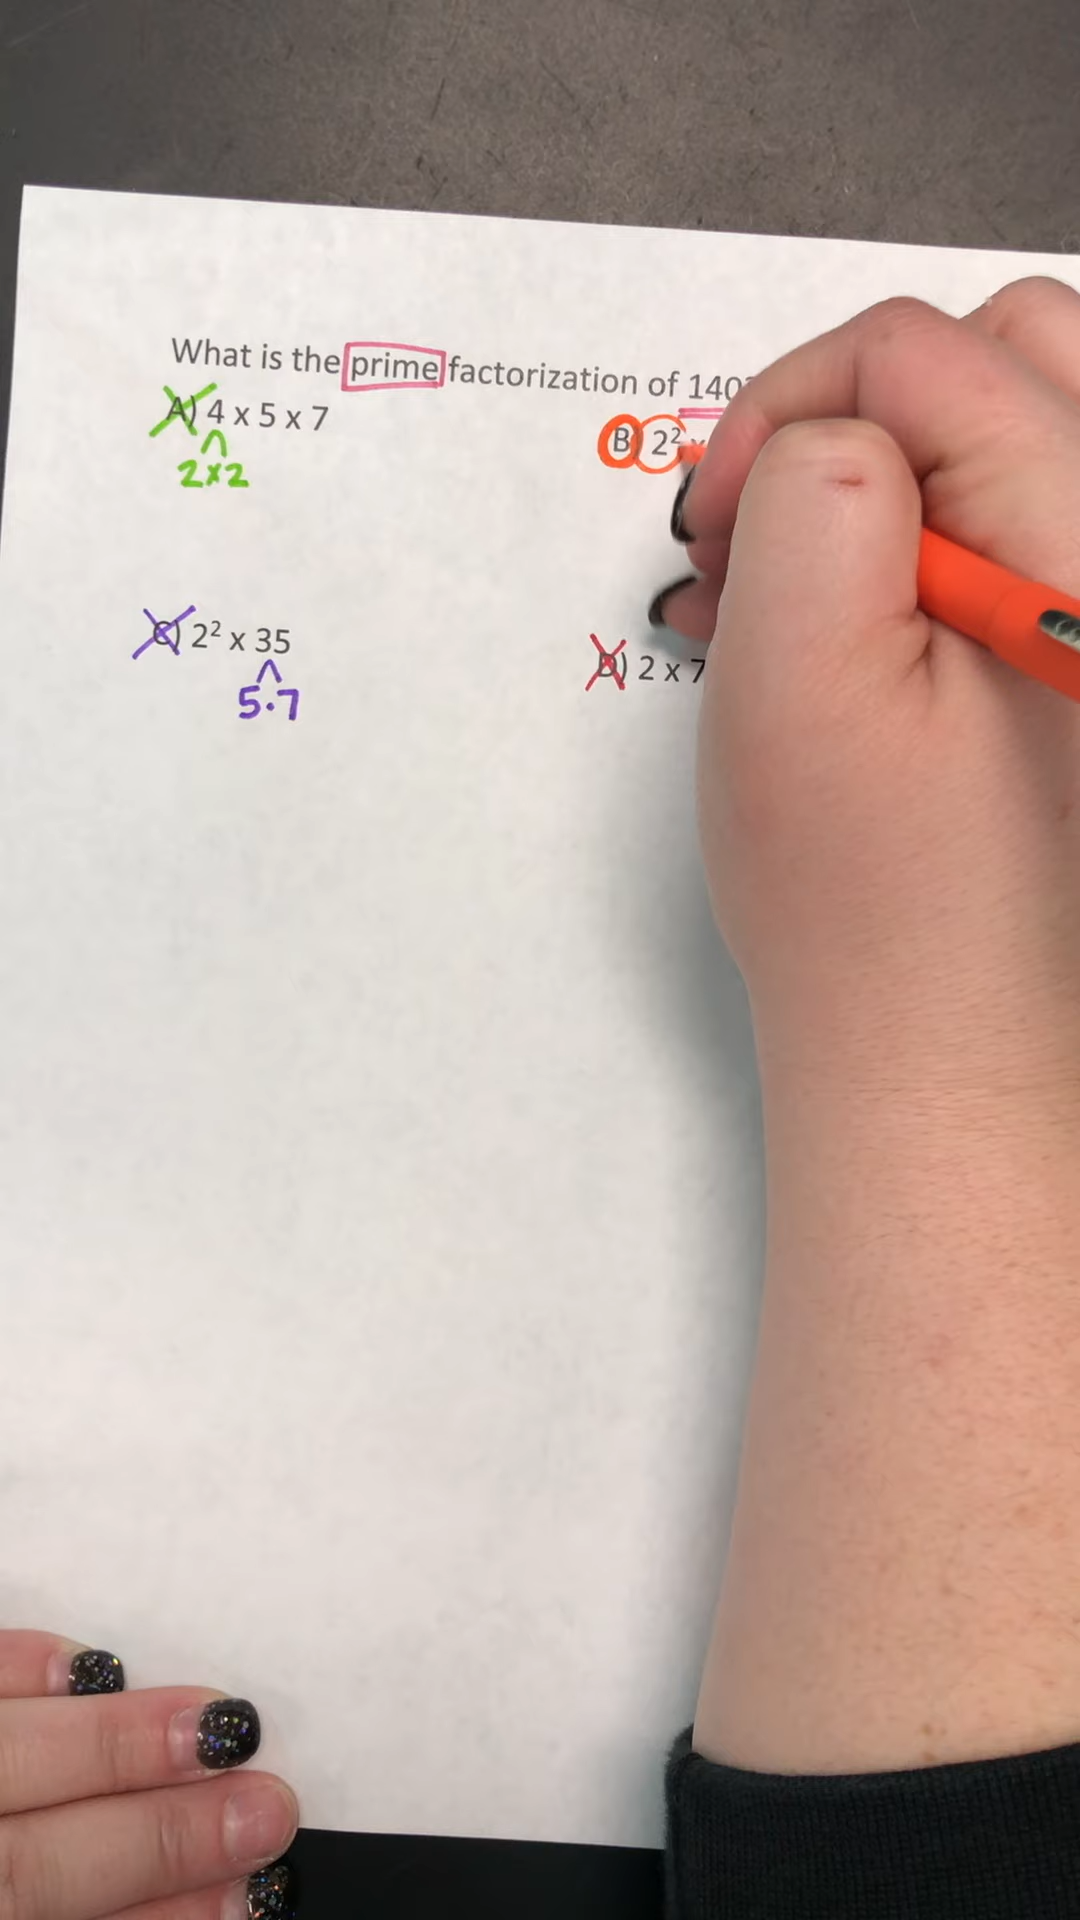 What is the prime factorization of 140?
A) 4 x 5 x 7
B) 2² x
2x2
C) 2² x 35
D) 2 x 7
5·7